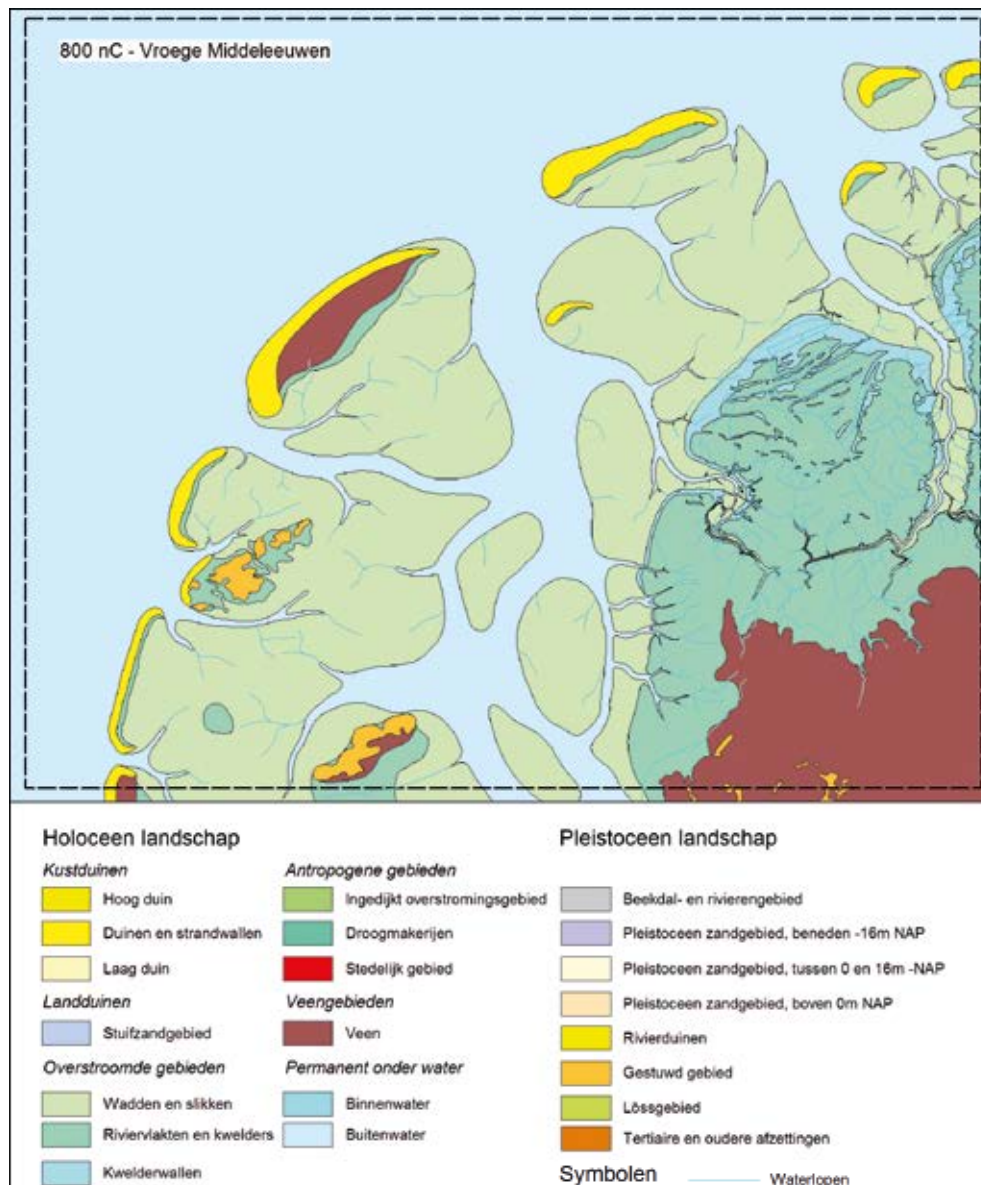 800 nC - Vroege Middeleeuwen
Holoceen landschap
Kustduinen
Hoog duin
Duinen en strandwallen
Laag duin
Landduinen
Stuifzandgebied
Overstroomde gebieden
Wadden en slikken
Riviervlakten en kwelders
Kwelderwallen
Antropogene gebieden
Ingedijkt overstromingsgebied
Droogmakerijen
Stedelijk gebied
Veengebieden
Veen
Permanent onder water
Binnenwater
Buitenwater
Pleistoceen landschap
Beekdal- en rivierengebied
Pleistoceen zandgebied, beneden -16m NAP
Pleistoceen zandgebied, tussen 0 en 16m -NAP
Pleistoceen zandgebied, boven 0m NAP
Rivierduinen
Gestuwd gebied
Lössgebied
Tertiaire en oudere afzettingen
Symbolen
Waterlopen